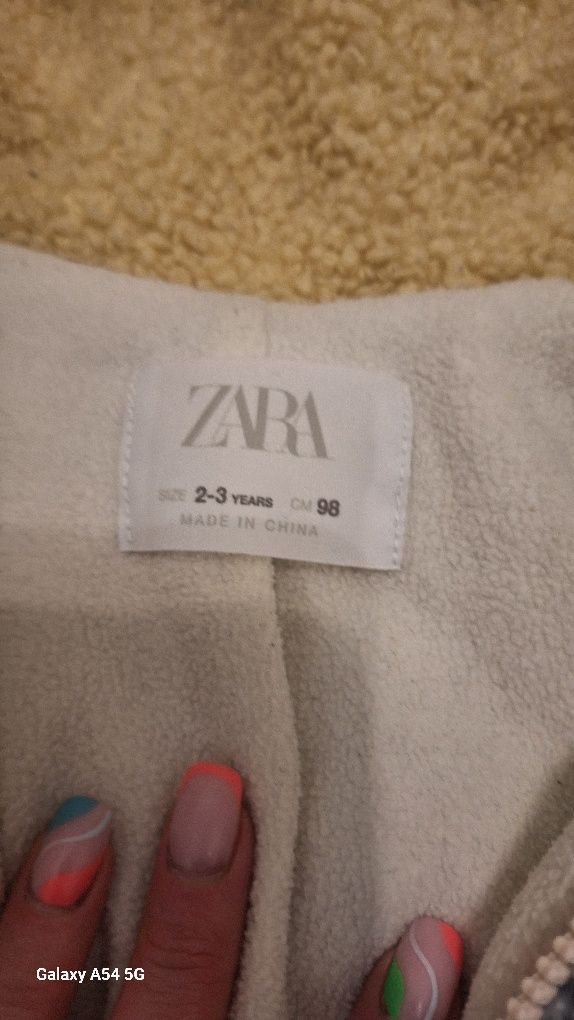 ZARA
SIZE 2-3 YEARS CM 98
MADE IN CHINA
Galaxy A54 5G